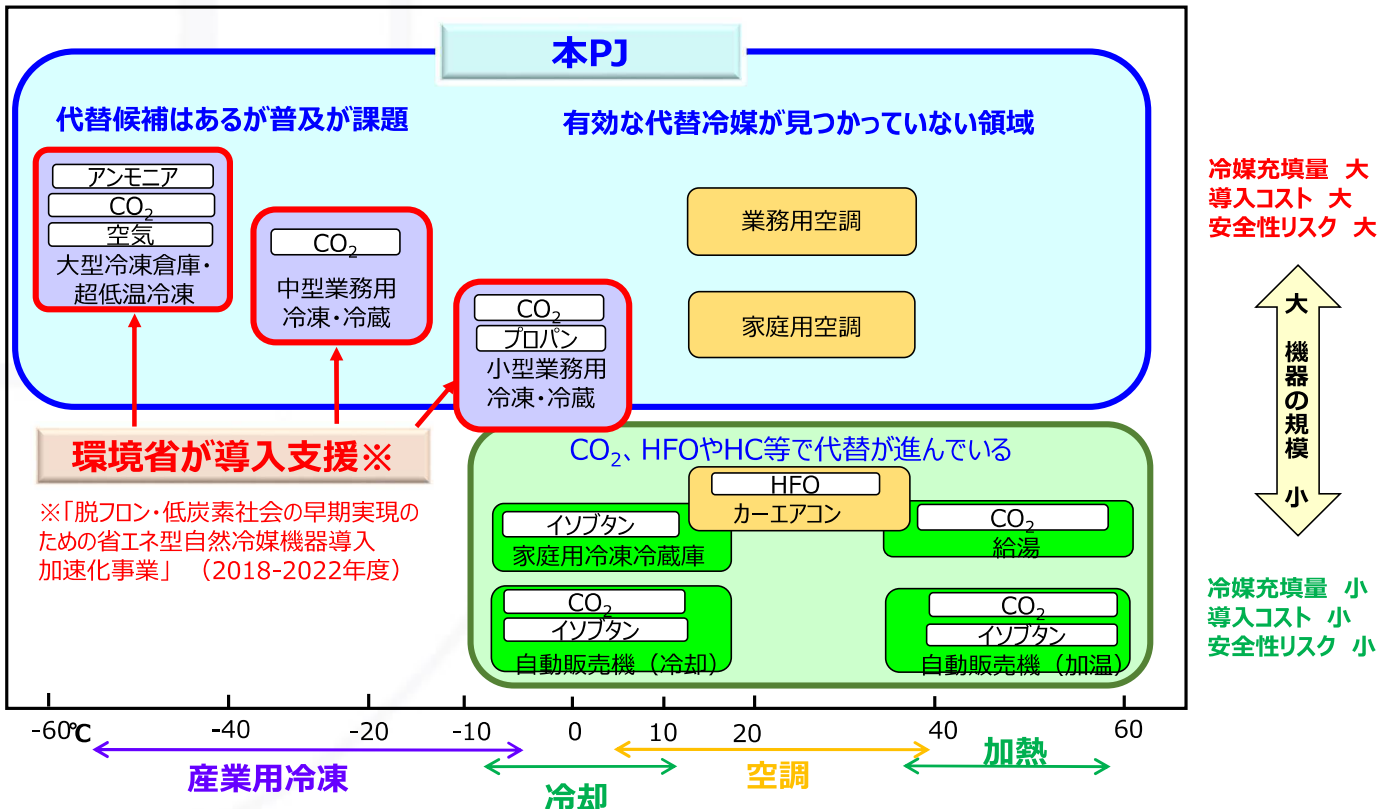 本PJ
代替候補はあるが普及が課題
有効な代替冷媒が見つかっていない領域
アンモニア
CO₂
空気
大型冷凍倉庫・
超低温冷凍
CO₂
中型業務用
冷凍・冷蔵
CO₂
プロパン
小型業務用
冷凍・冷蔵
業務用空調
家庭用空調
環境省が導入支援※
※「脱フロン・低炭素社会の早期実現の
ための省エネ型自然冷媒機器導入
加速化事業」（2018-2022年度）
CO₂、HFOやHC等で代替が進んでいる
HFO
カーエアコン
イソブタン
家庭用冷凍冷蔵庫
CO₂
給湯
CO₂
イソブタン
自動販売機（冷却）
CO₂
イソブタン
自動販売機（加温）
冷媒充填量 大
導入コスト 大
安全性リスク 大
大 機器の規模 小
冷媒充填量 小
導入コスト 小
安全性リスク 小
-60℃ -40 -20 -10 0 10 20 40 60
産業用冷凍
冷却
空調
加熱